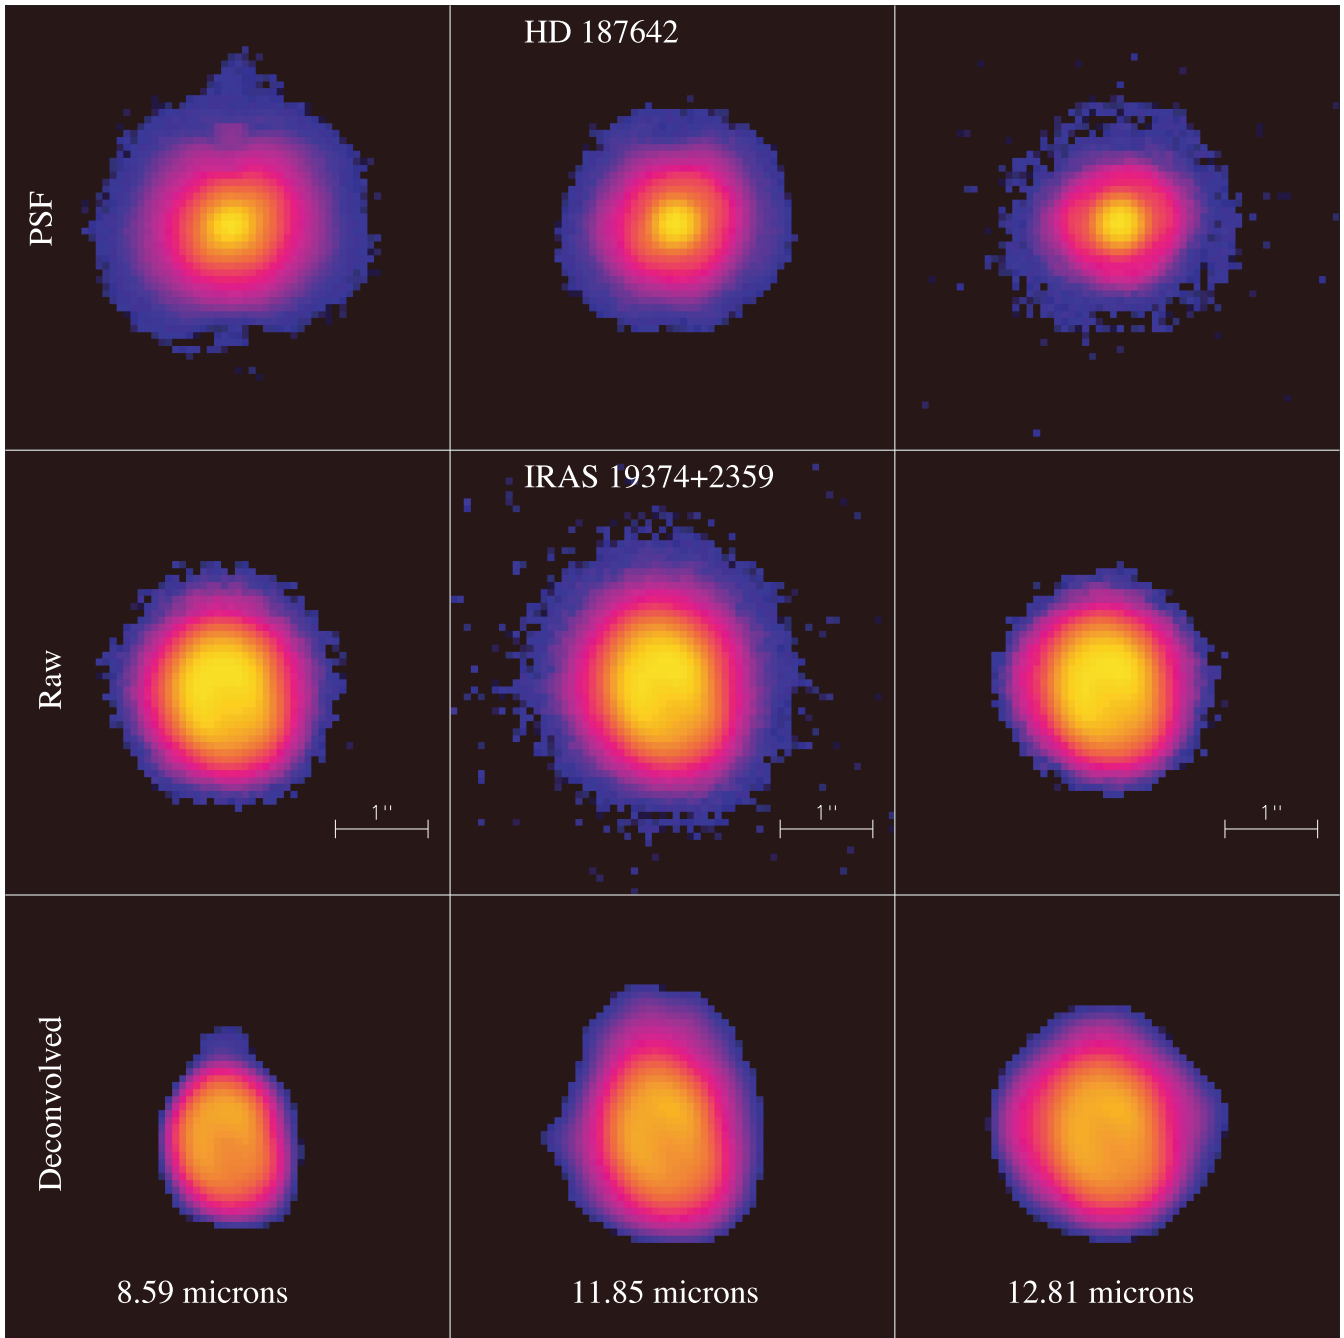 HD 187642
PSF
IRAS 19374+2359
Raw
1"
1"
1"
Deconvolved
8.59 microns
11.85 microns
12.81 microns